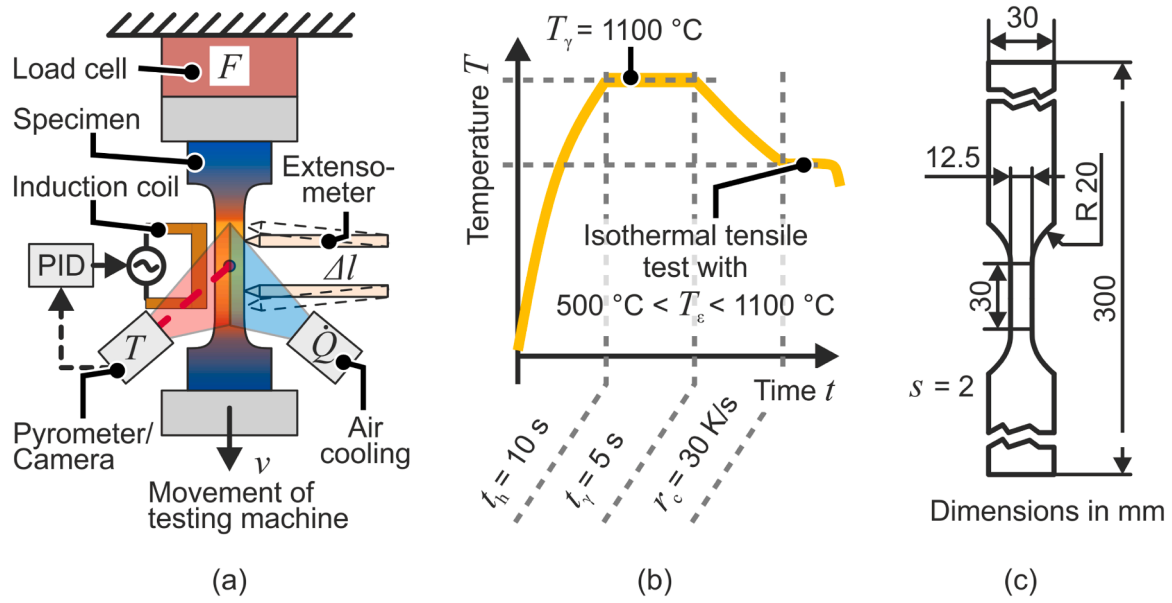 Load cell
F
Specimen
Induction coil
Extenso-
meter
PID
Δl
T
Q̇
Pyrometer/
Camera
Air
cooling
v
Movement of
testing machine
(a)
Temperature T
Tγ = 1100 °C
Isothermal tensile
test with
500 °C < Tε < 1100 °C
Time t
th = 10 s
tγ = 5 s
rc = 30 K/s
(b)
30
12.5
R 20
30
300
s = 2
Dimensions in mm
(c)